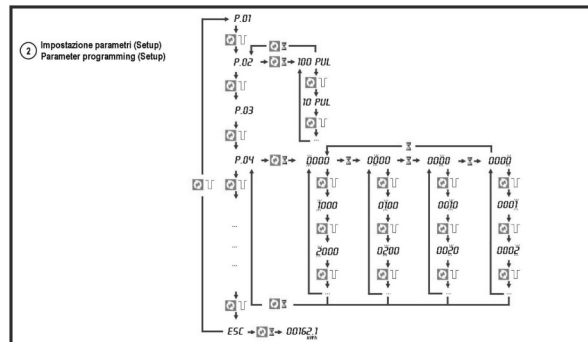 2 Impostazione parametri (Setup)
Parameter programming (Setup)
P.01
P.02
100 PUL
10 PUL
...
P.03
P.04
0000 0000 0000 0000
1000 0100 0010 0001
2000 0200 0020 0002
... ... ... ...
...
...
...
ESC
00162.1
kWh